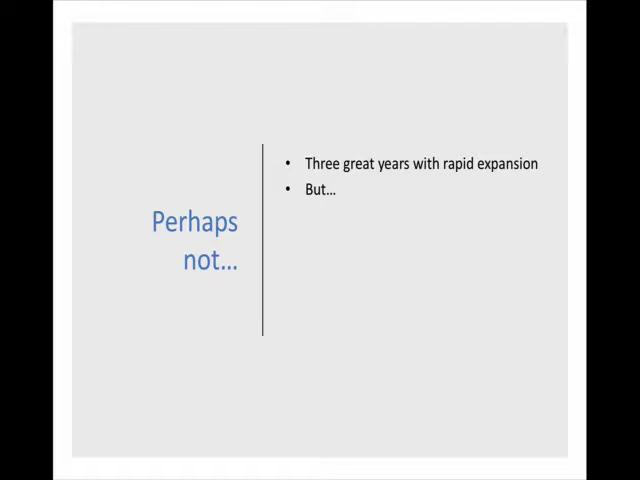 Perhaps
not…
• Three great years with rapid expansion
• But…